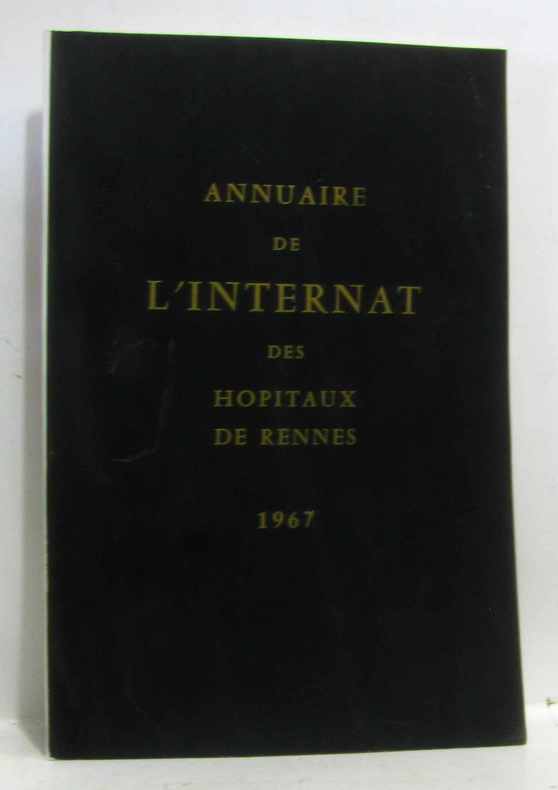 ANNUAIRE
DE
L'INTERNAT
DES
HOPITAUX
DE RENNES
1967